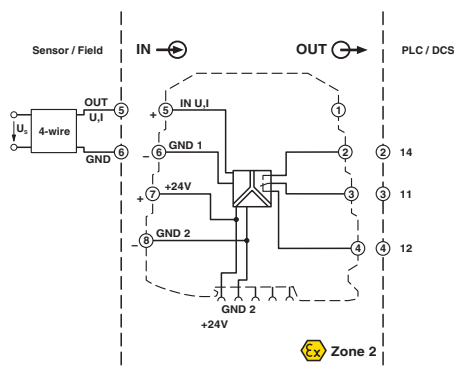 Sensor / Field
IN
OUT
PLC / DCS
OUT
U,I
5
+
5
IN U,I
1
Us
4-wire
GND
6
–
6
GND 1
2
2
14
+
7
+24V
3
3
11
–
8
GND 2
4
4
12
GND 2
+24V
Ex
Zone 2